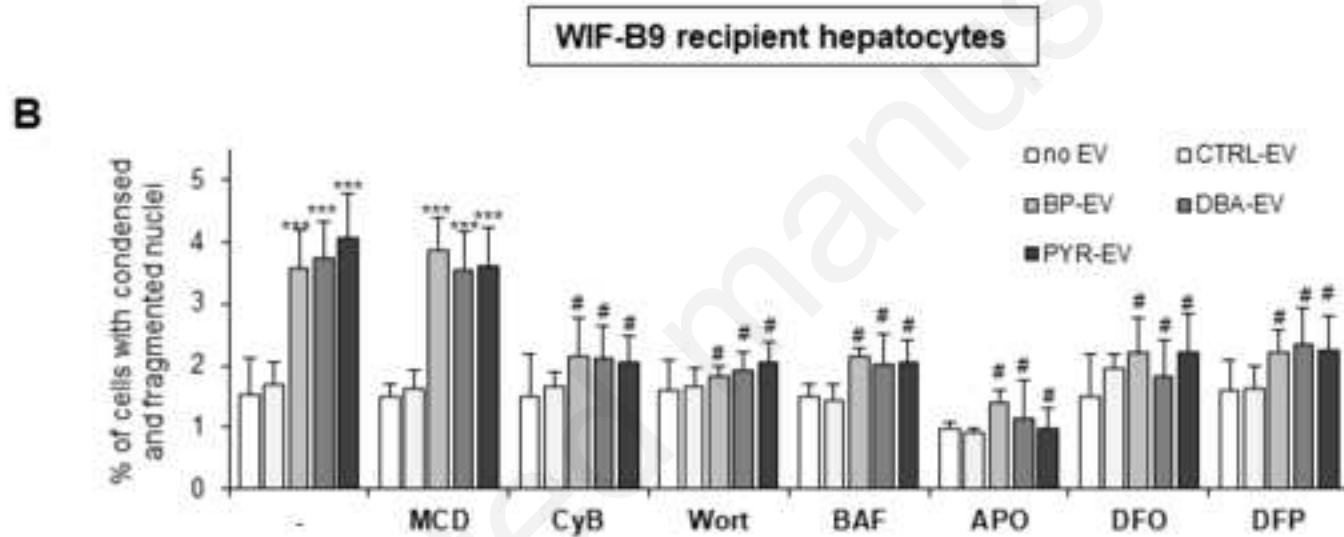 WIF-B9 recipient hepatocytes
B
% of cells with condensed
and fragmented nuclei
5
4
3
2
1
0
no EV CTRL-EV
BP-EV DBA-EV
PYR-EV
*** *** ***
*** *** ***
# # #
# # #
# # #
# # #
# # #
# # #
- MCD CyB Wort BAF APO DFO DFP